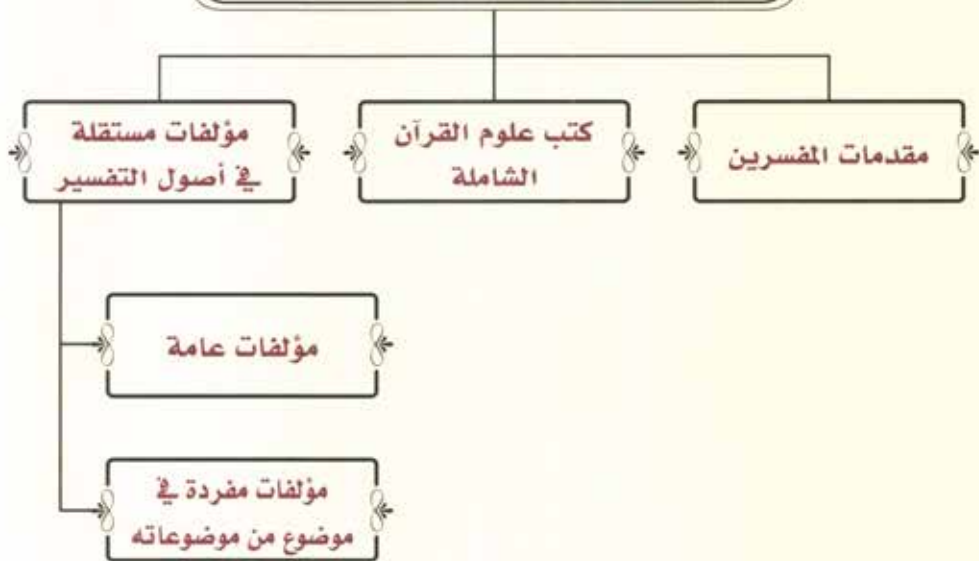 مقدمات المفسرين
كتب علوم القرآن
الشاملة
مؤلفات مستقلة
في أصول التفسير
مؤلفات عامة
مؤلفات مفردة في
موضوع من موضوعاته